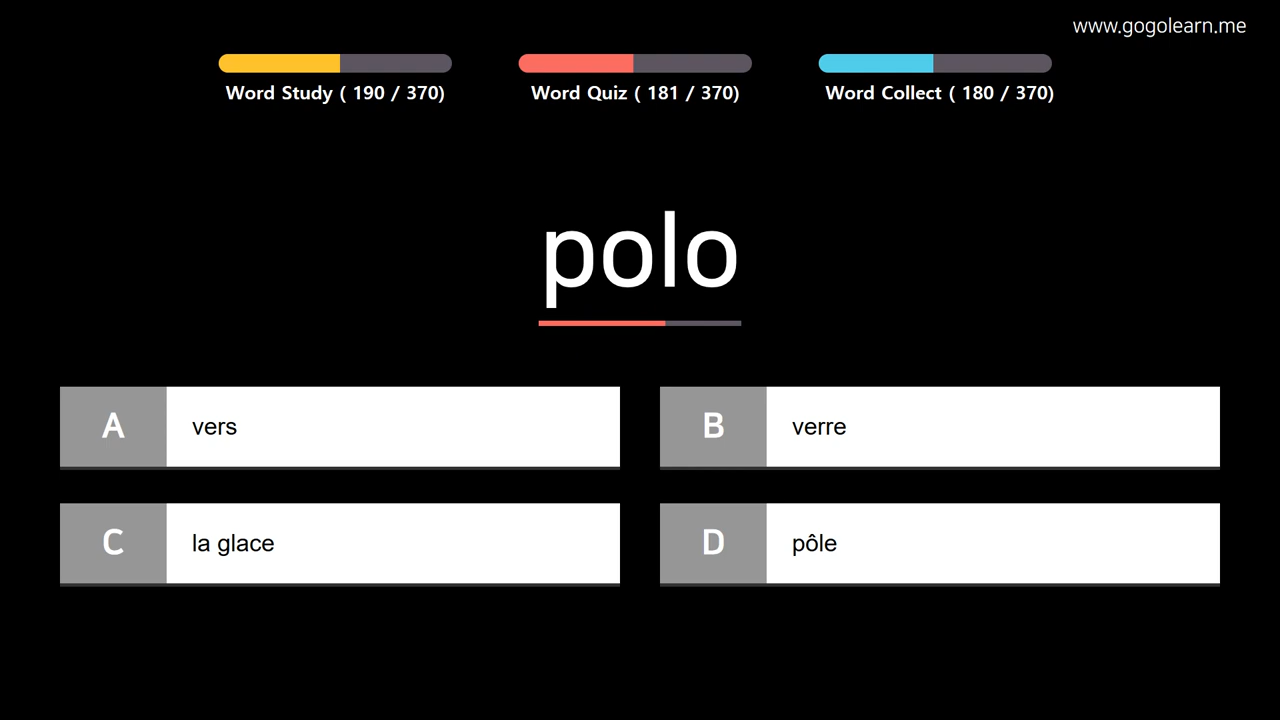 www.gogolearn.me
Word Study ( 190 / 370)
Word Quiz ( 181 / 370)
Word Collect ( 180 / 370)
polo
A
vers
B
verre
C
la glace
D
pôle